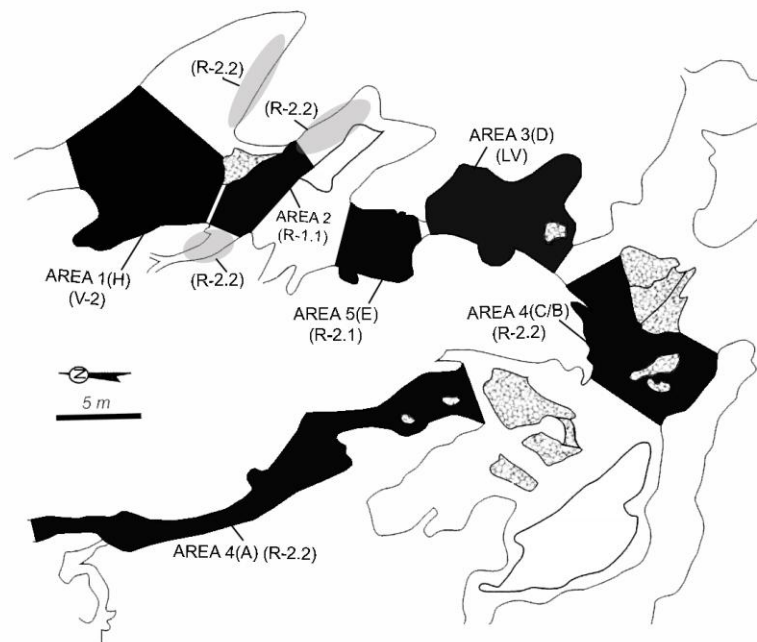 (R-2.2)
(R-2.2)
AREA 3(D)
(LV)
AREA 2
(R-1.1)
(R-2.2)
AREA 1(H)
(V-2)
AREA 5(E)
(R-2.1)
AREA 4(C/B)
(R-2.2)
N
5 m
AREA 4(A) (R-2.2)